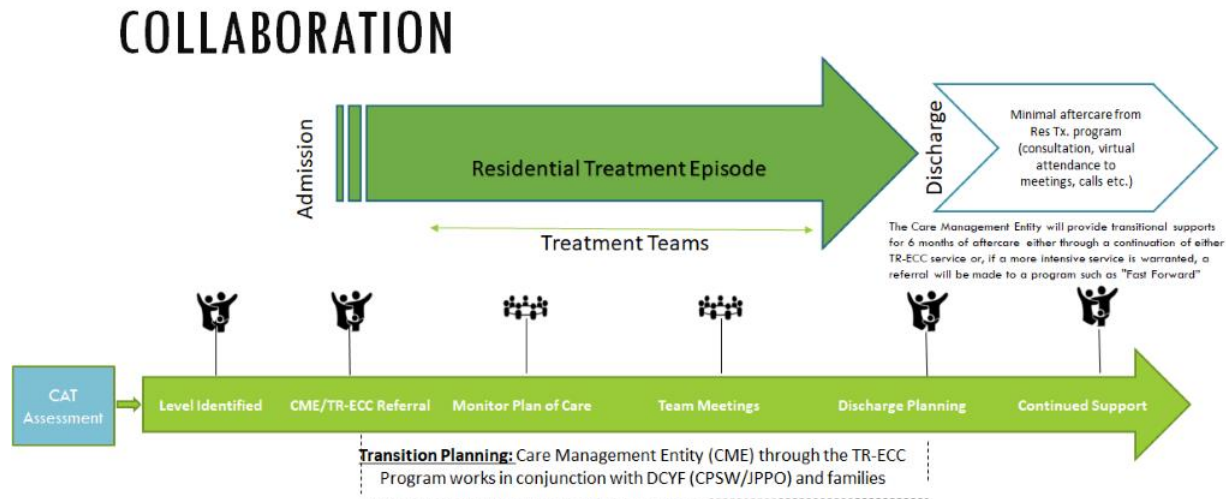 COLLABORATION
Admission
Residential Treatment Episode
Treatment Teams
Discharge
Minimal aftercare from
Res Tx. program
(consultation, virtual
attendance to
meetings, calls etc.)
The Care Management Entity will provide transitional supports
for 6 months of aftercare either through a continuation of either
TR-ECC service or, if a more intensive service is warranted, a
referral will be made to a program such as "Fast Forward"
CAT
Assessment
Level Identified
CME/TR-ECC Referral
Monitor Plan of Care
Team Meetings
Discharge Planning
Continued Support
Transition Planning: Care Management Entity (CME) through the TR-ECC
Program works in conjunction with DCYF (CPSW/JPPO) and families